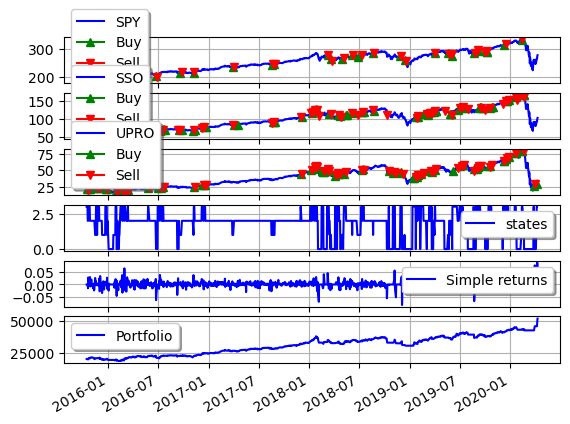 SPY
Buy
Sell
300
200
SSO
Buy
Sell
150
100
50
UPRO
Buy
Sell
75
50
25
2.5
0.0
states
0.05
0.00
−0.05
Simple returns
50000
25000
Portfolio
2016-01 2016-07 2017-01 2017-07 2018-01 2018-07 2019-01 2019-07 2020-01